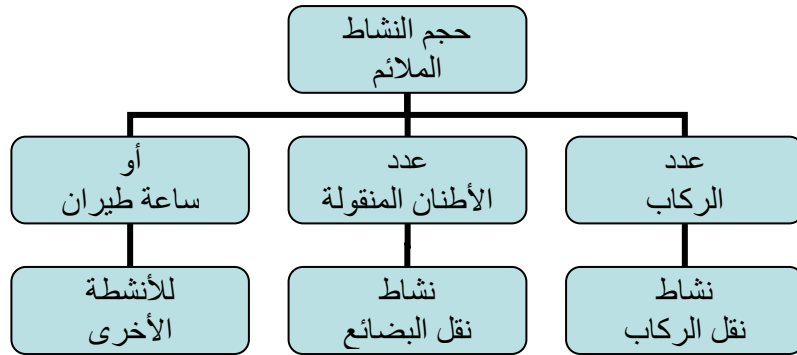 حجم النشاط
الملائم
عدد
الركاب
عدد
الأطنان المنقولة
أو
ساعة طيران
نشاط
نقل الركاب
نشاط
نقل البضائع
للأنشطة
الأخرى